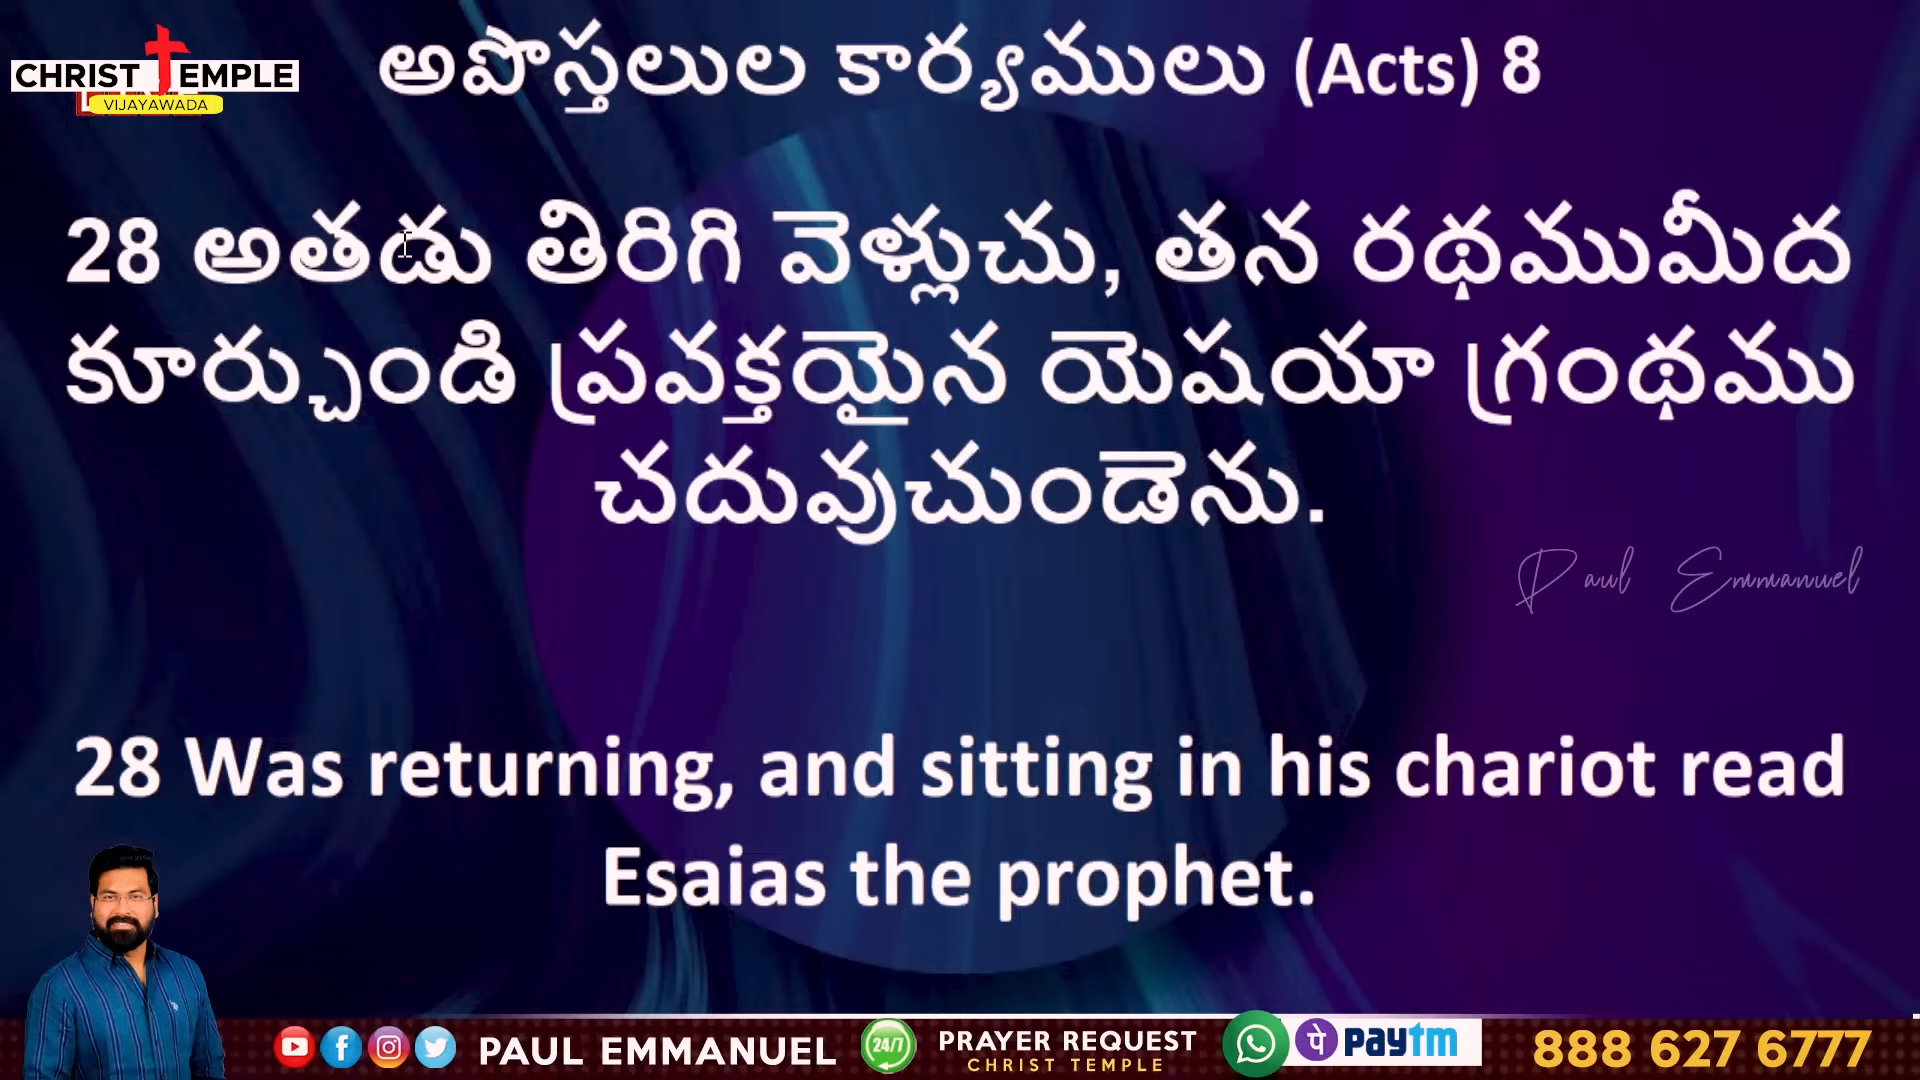 CHRIST TEMPLE
VIJAYAWADA
అపొస్తలుల కార్యములు (Acts) 8
28 అతడు తిరిగి వెళ్లుచు, తన రథముమీద
కూర్చుండి ప్రవక్తయైన యెషయా గ్రంథము
చదువుచుండెను.
Paul Emmanuel
28 Was returning, and sitting in his chariot read
Esaias the prophet.
PAUL EMMANUEL
24/7
PRAYER REQUEST
CHRIST TEMPLE
पे
paytm
888 627 6777